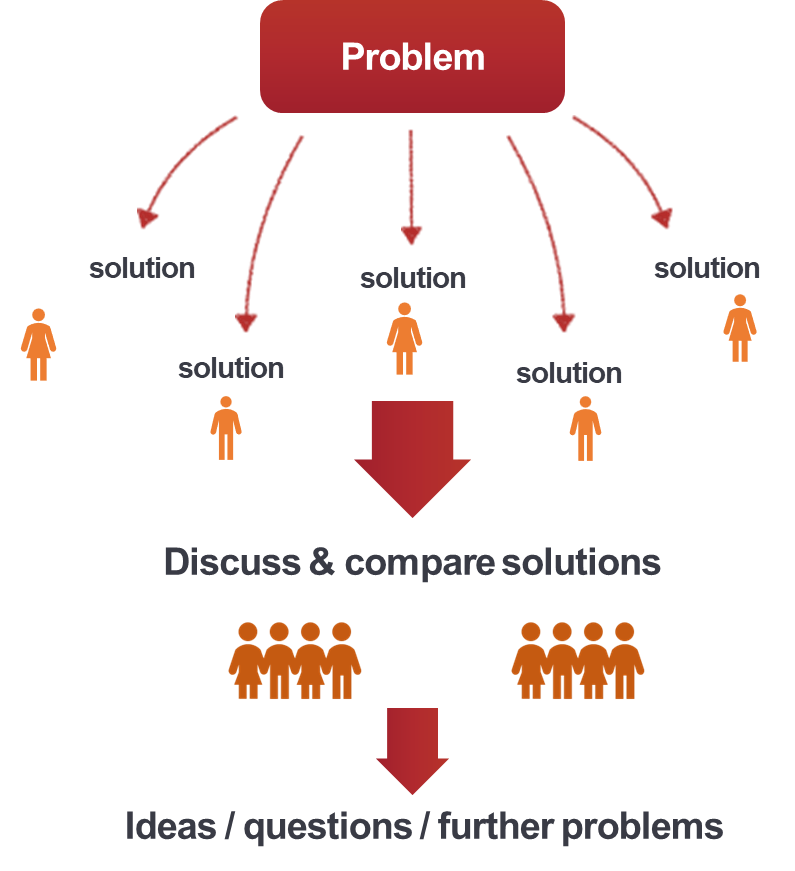 Problem
solution
solution
solution
solution
solution
Discuss & compare solutions
Ideas / questions / further problems